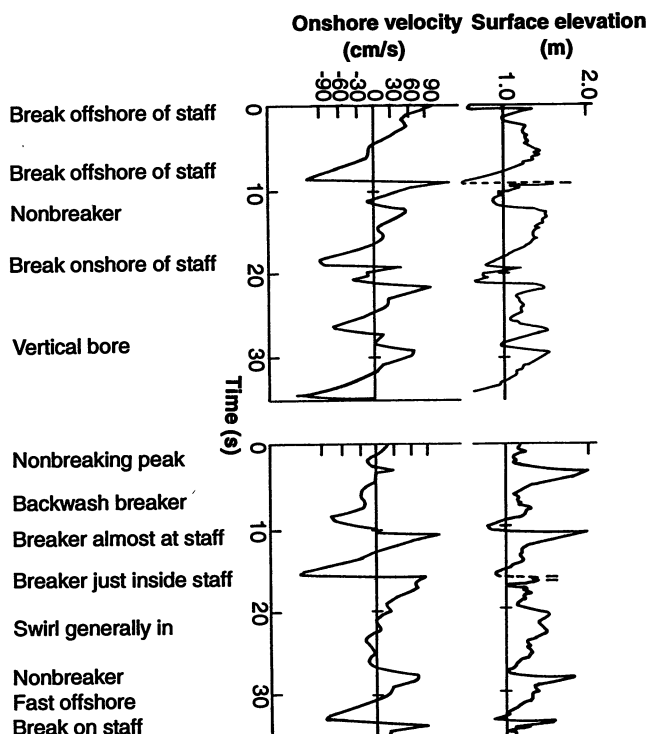 Onshore velocity Surface elevation
(cm/s) (m)
-90 -60 -30 0 30 60 90 1.0 2.0
Break offshore of staff 0
Break offshore of staff
10
Nonbreaker
Break onshore of staff
20
Vertical bore
30
Time (s)
0
Nonbreaking peak
Backwash breaker
10
Breaker almost at staff
Breaker just inside staff
20
Swirl generally in
Nonbreaker
30
Fast offshore
Break on staff